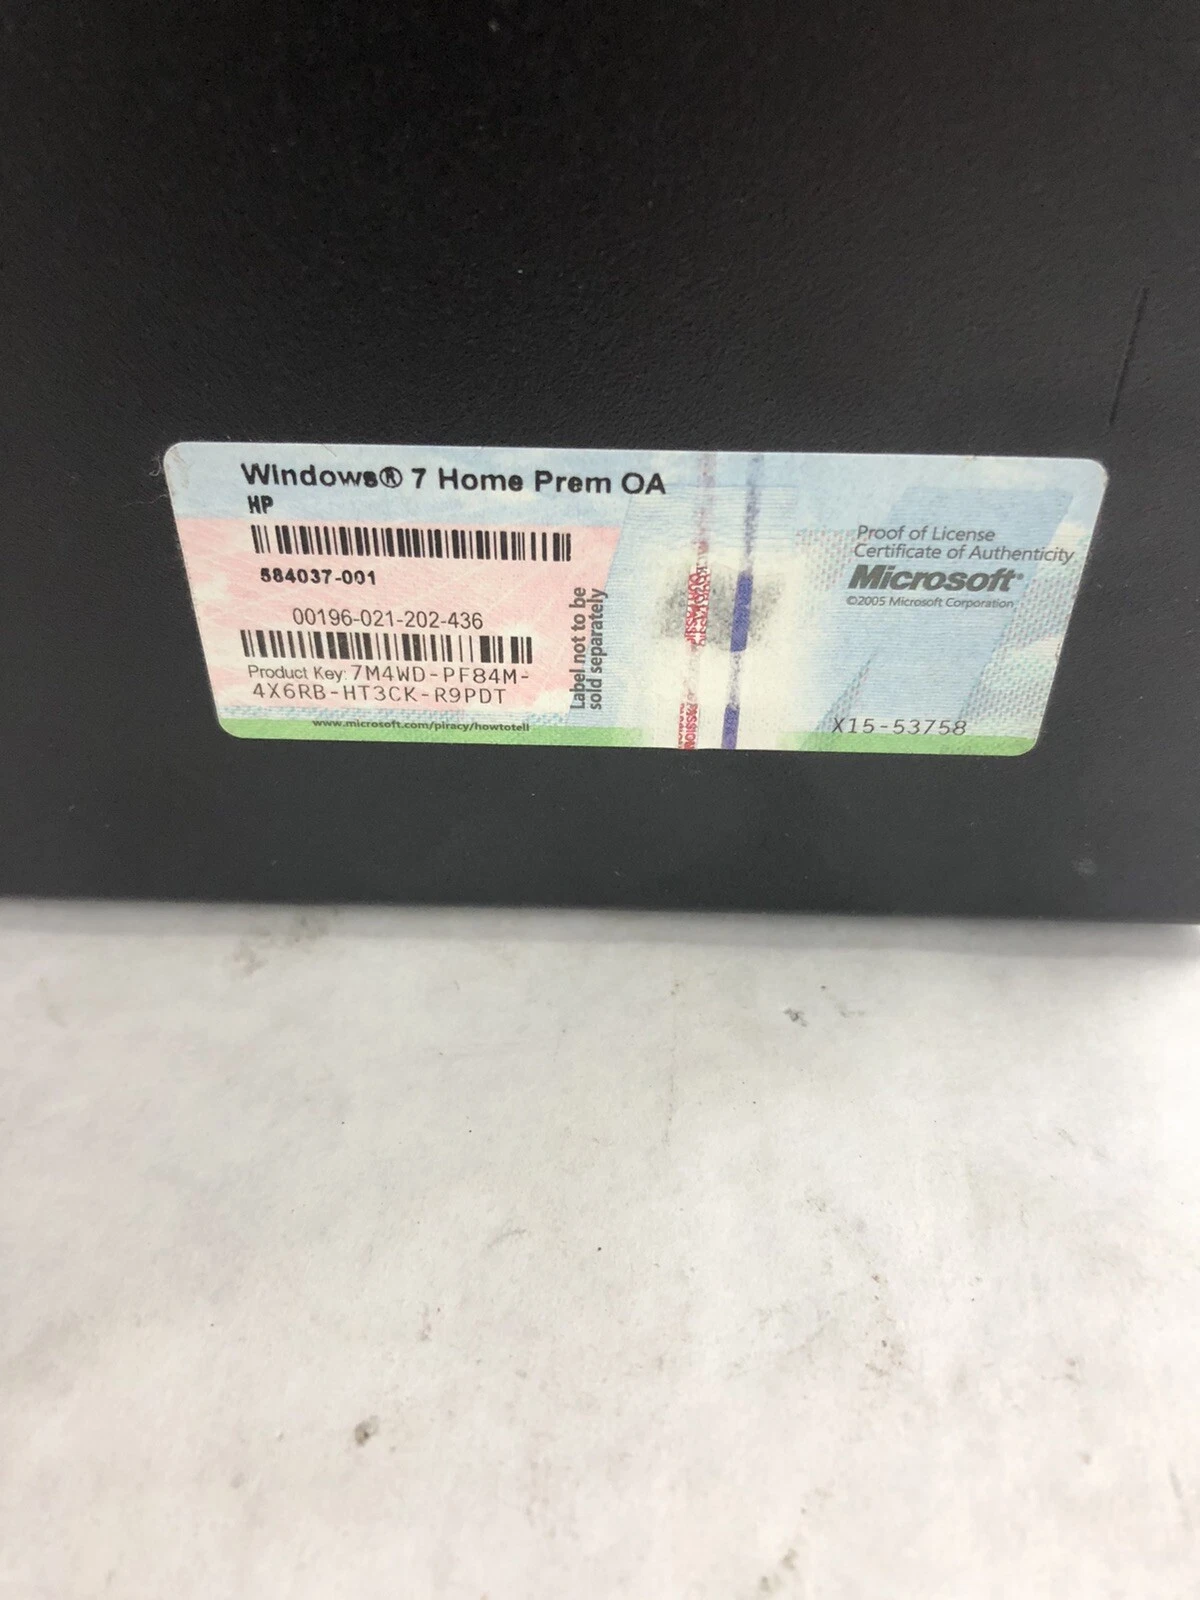 Windows® 7 Home Prem OA
HP
584037-001
00196-021-202-436
Product Key: 7M4WD-PF84M-
4X6RB-HT3CK-R9PDT
www.microsoft.com/piracy/howtotell
Label not to be
sold separately
Proof of License
Certificate of Authenticity
Microsoft®
©2005 Microsoft Corporation
X15-53758